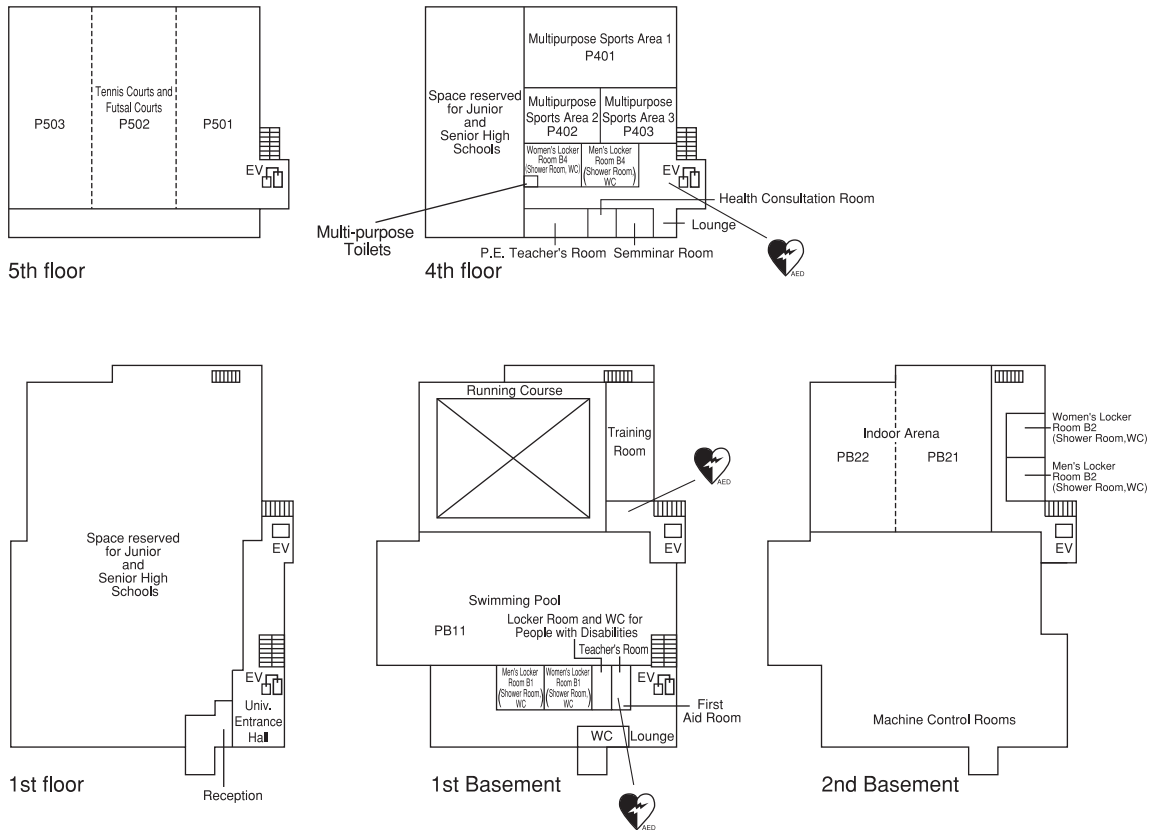 P503
Tennis Courts and
Futsal Courts
P502
P501
EV
5th floor
Multipurpose Sports Area 1
P401
Space reserved
for Junior
and
Senior High
Schools
Multipurpose
Sports Area 2
P402
Multipurpose
Sports Area 3
P403
Women's Locker
Room B4
(Shower Room, WC)
Men's Locker
Room B4
(Shower Room,
WC)
EV
Health Consultation Room
Multi-purpose
Toilets
Lounge
P.E. Teacher's Room
Semminar Room
AED
4th floor
Space reserved
for Junior
and
Senior High
Schools
EV
EV
Univ.
Entrance
Hall
Reception
1st floor
Running Course
Training
Room
AED
EV
Swimming Pool
PB11
Locker Room and WC for
People with Disabilities
Teacher's Room
Men's Locker
Room B1
(Shower Room,
WC)
Women's Locker
Room B1
(Shower Room,
WC)
EV
First
Aid Room
WC
Lounge
AED
1st Basement
Indoor Arena
PB22
PB21
Women's Locker
Room B2
(Shower Room,WC)
Men's Locker
Room B2
(Shower Room,WC)
EV
Machine Control Rooms
2nd Basement